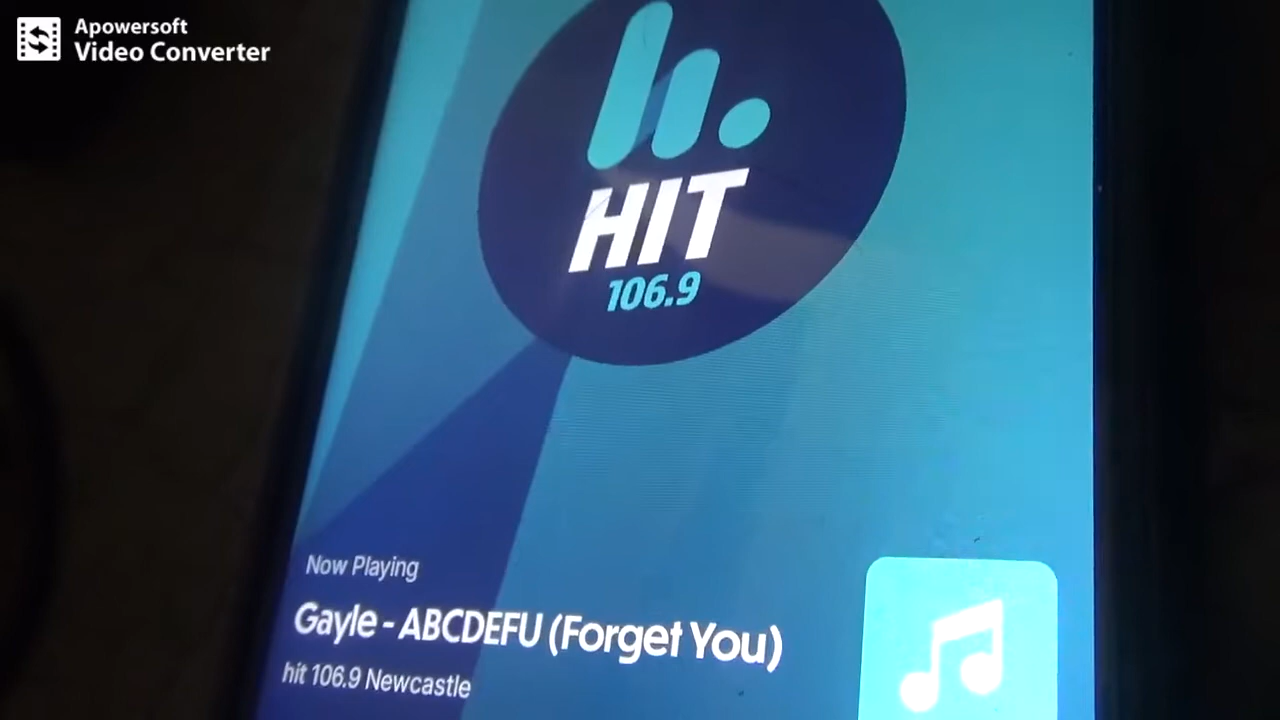 Apowersoft
Video Converter
h.
HIT
106.9
Now Playing
Gayle - ABCDEFU (Forget You)
hit 106.9 Newcastle